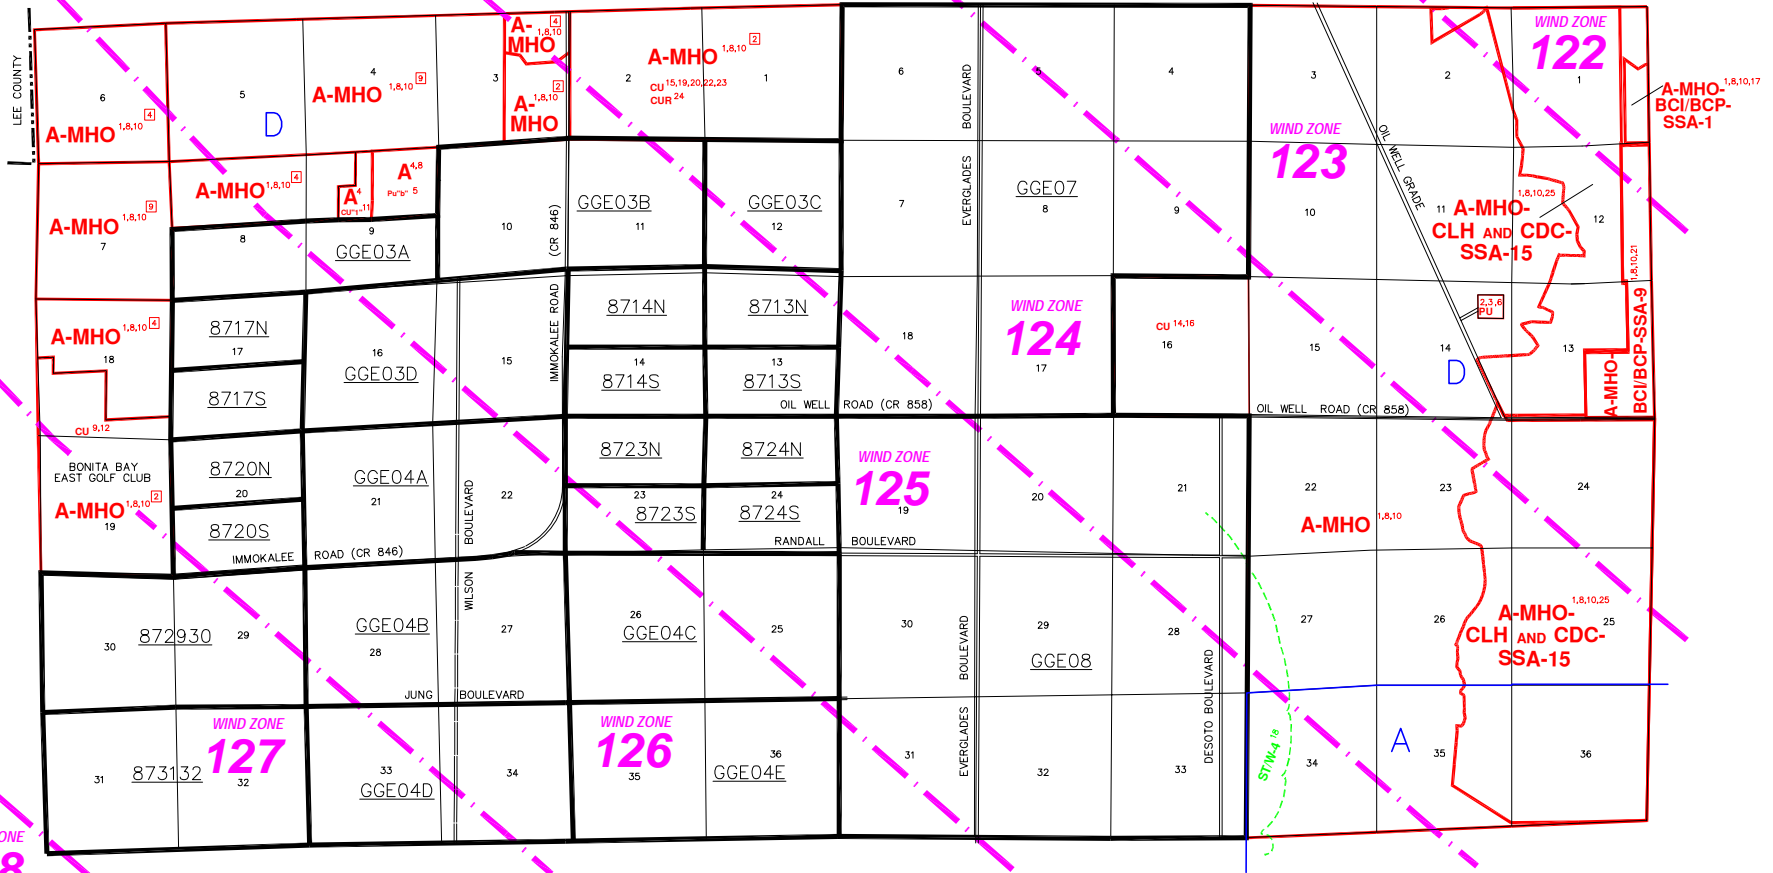 LEE COUNTY
6
A-MHO 1,8,10 4
5
D
4
A-MHO 1,8,10 9
3
A-
MHO 1,8,10 4
A-
MHO 1,8,10 2
2
A-MHO 1,8,10 2
CU 15,19,20,22,23
CUR 24
1
6
BOULEVARD
5
4
3
2
WIND ZONE
122
1
A-MHO- 1,8,10,17
BCI/BCP-
SSA-1
WIND ZONE
123
OIL WELL GRADE
A-MHO 1,8,10 9
7
A-MHO 1,8,10 4
8
A 4
CU"1" 11
A 4,8
Pu"b" 5
9
GGE03A
10
(CR 846)
GGE03B
11
GGE03C
12
7
EVERGLADES
GGE07
8
9
10
11
1,8,10,25
A-MHO-
CLH AND CDC-
SSA-15
12
1,8,10,21
A-MHO-
BCI/BCP-SSA-9
2,3,6
PU
A-MHO 1,8,10 4
18
CU 9,12
8717N
17
8717S
16
GGE03D
15
IMMOKALEE ROAD
8714N
14
8714S
8713N
13
8713S
18
WIND ZONE
124
17
CU 14,16
16
15
14
D
13
OIL WELL ROAD (CR 858)
OIL WELL ROAD (CR 858)
BONITA BAY
EAST GOLF CLUB
A-MHO 1,8,10 2
19
8720N
20
8720S
GGE04A
21
BOULEVARD
22
8723N
23
8723S
8724N
24
8724S
WIND ZONE
125
19
20
21
22
A-MHO 1,8,10
23
24
IMMOKALEE ROAD (CR 846)
RANDALL BOULEVARD
WILSON
30
872930
29
GGE04B
28
27
26
GGE04C
25
30
BOULEVARD
29
GGE08
28
DESOTO BOULEVARD
27
26
A-MHO- 1,8,10,25
CLH AND CDC-
SSA-15
25
JUNG BOULEVARD
31
873132
WIND ZONE
127
32
33
GGE04D
34
WIND ZONE
126
35
36
GGE04E
31
EVERGLADES
32
33
ST/W-4 18
34
A
35
36
ONE
8